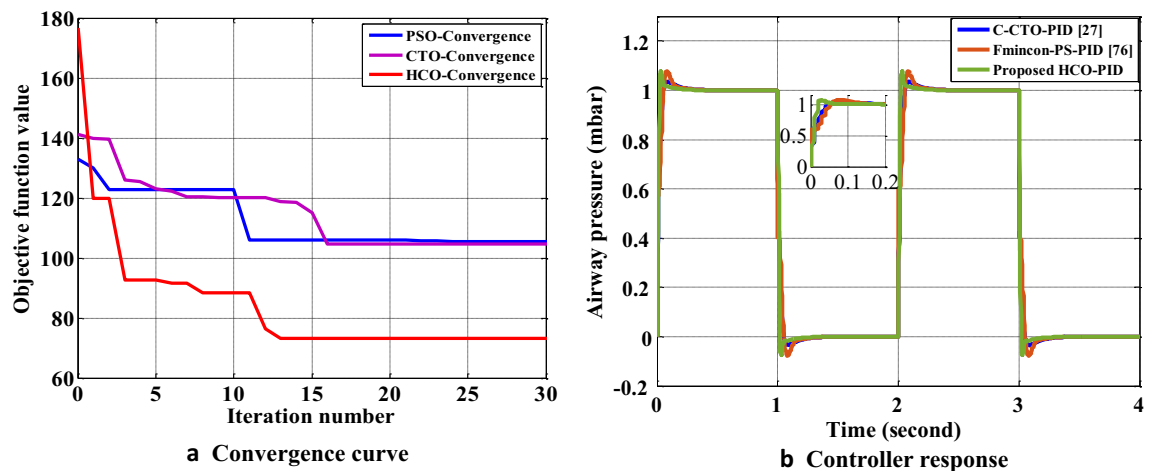 180
160
140
120
100
80
60
Objective function value
PSO-Convergence
CTO-Convergence
HCO-Convergence
0 5 10 15 20 25 30
Iteration number
a Convergence curve
1.2
1
0.8
0.6
0.4
0.2
0
-0.2
Airway pressure (mbar)
C-CTO-PID [27]
Fmincon-PS-PID [76]
Proposed HCO-PID
1
0.5
0
0 0.1 0.2
0 1 2 3 4
Time (second)
b Controller response